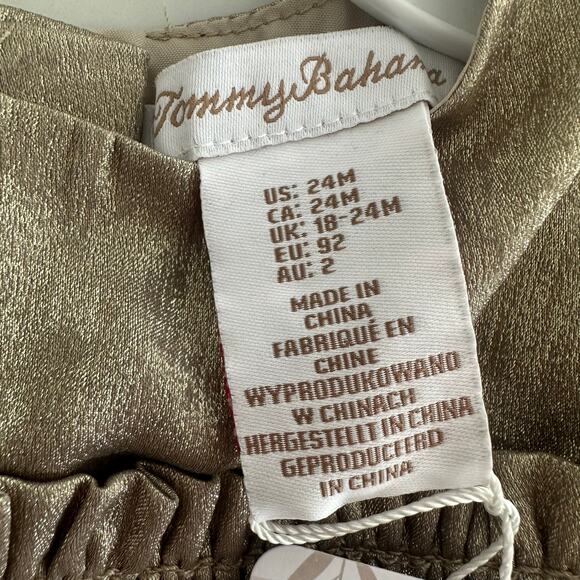 Tommy Bahama
US: 24M
CA: 24M
UK: 18-24M
EU: 92
AU: 2
MADE IN
CHINA
FABRIQUÉ EN
CHINE
WYPRODUKOWANO
W CHINACH
HERGESTELLT IN CHINA
GEPRODUCTEERD
IN CHINA